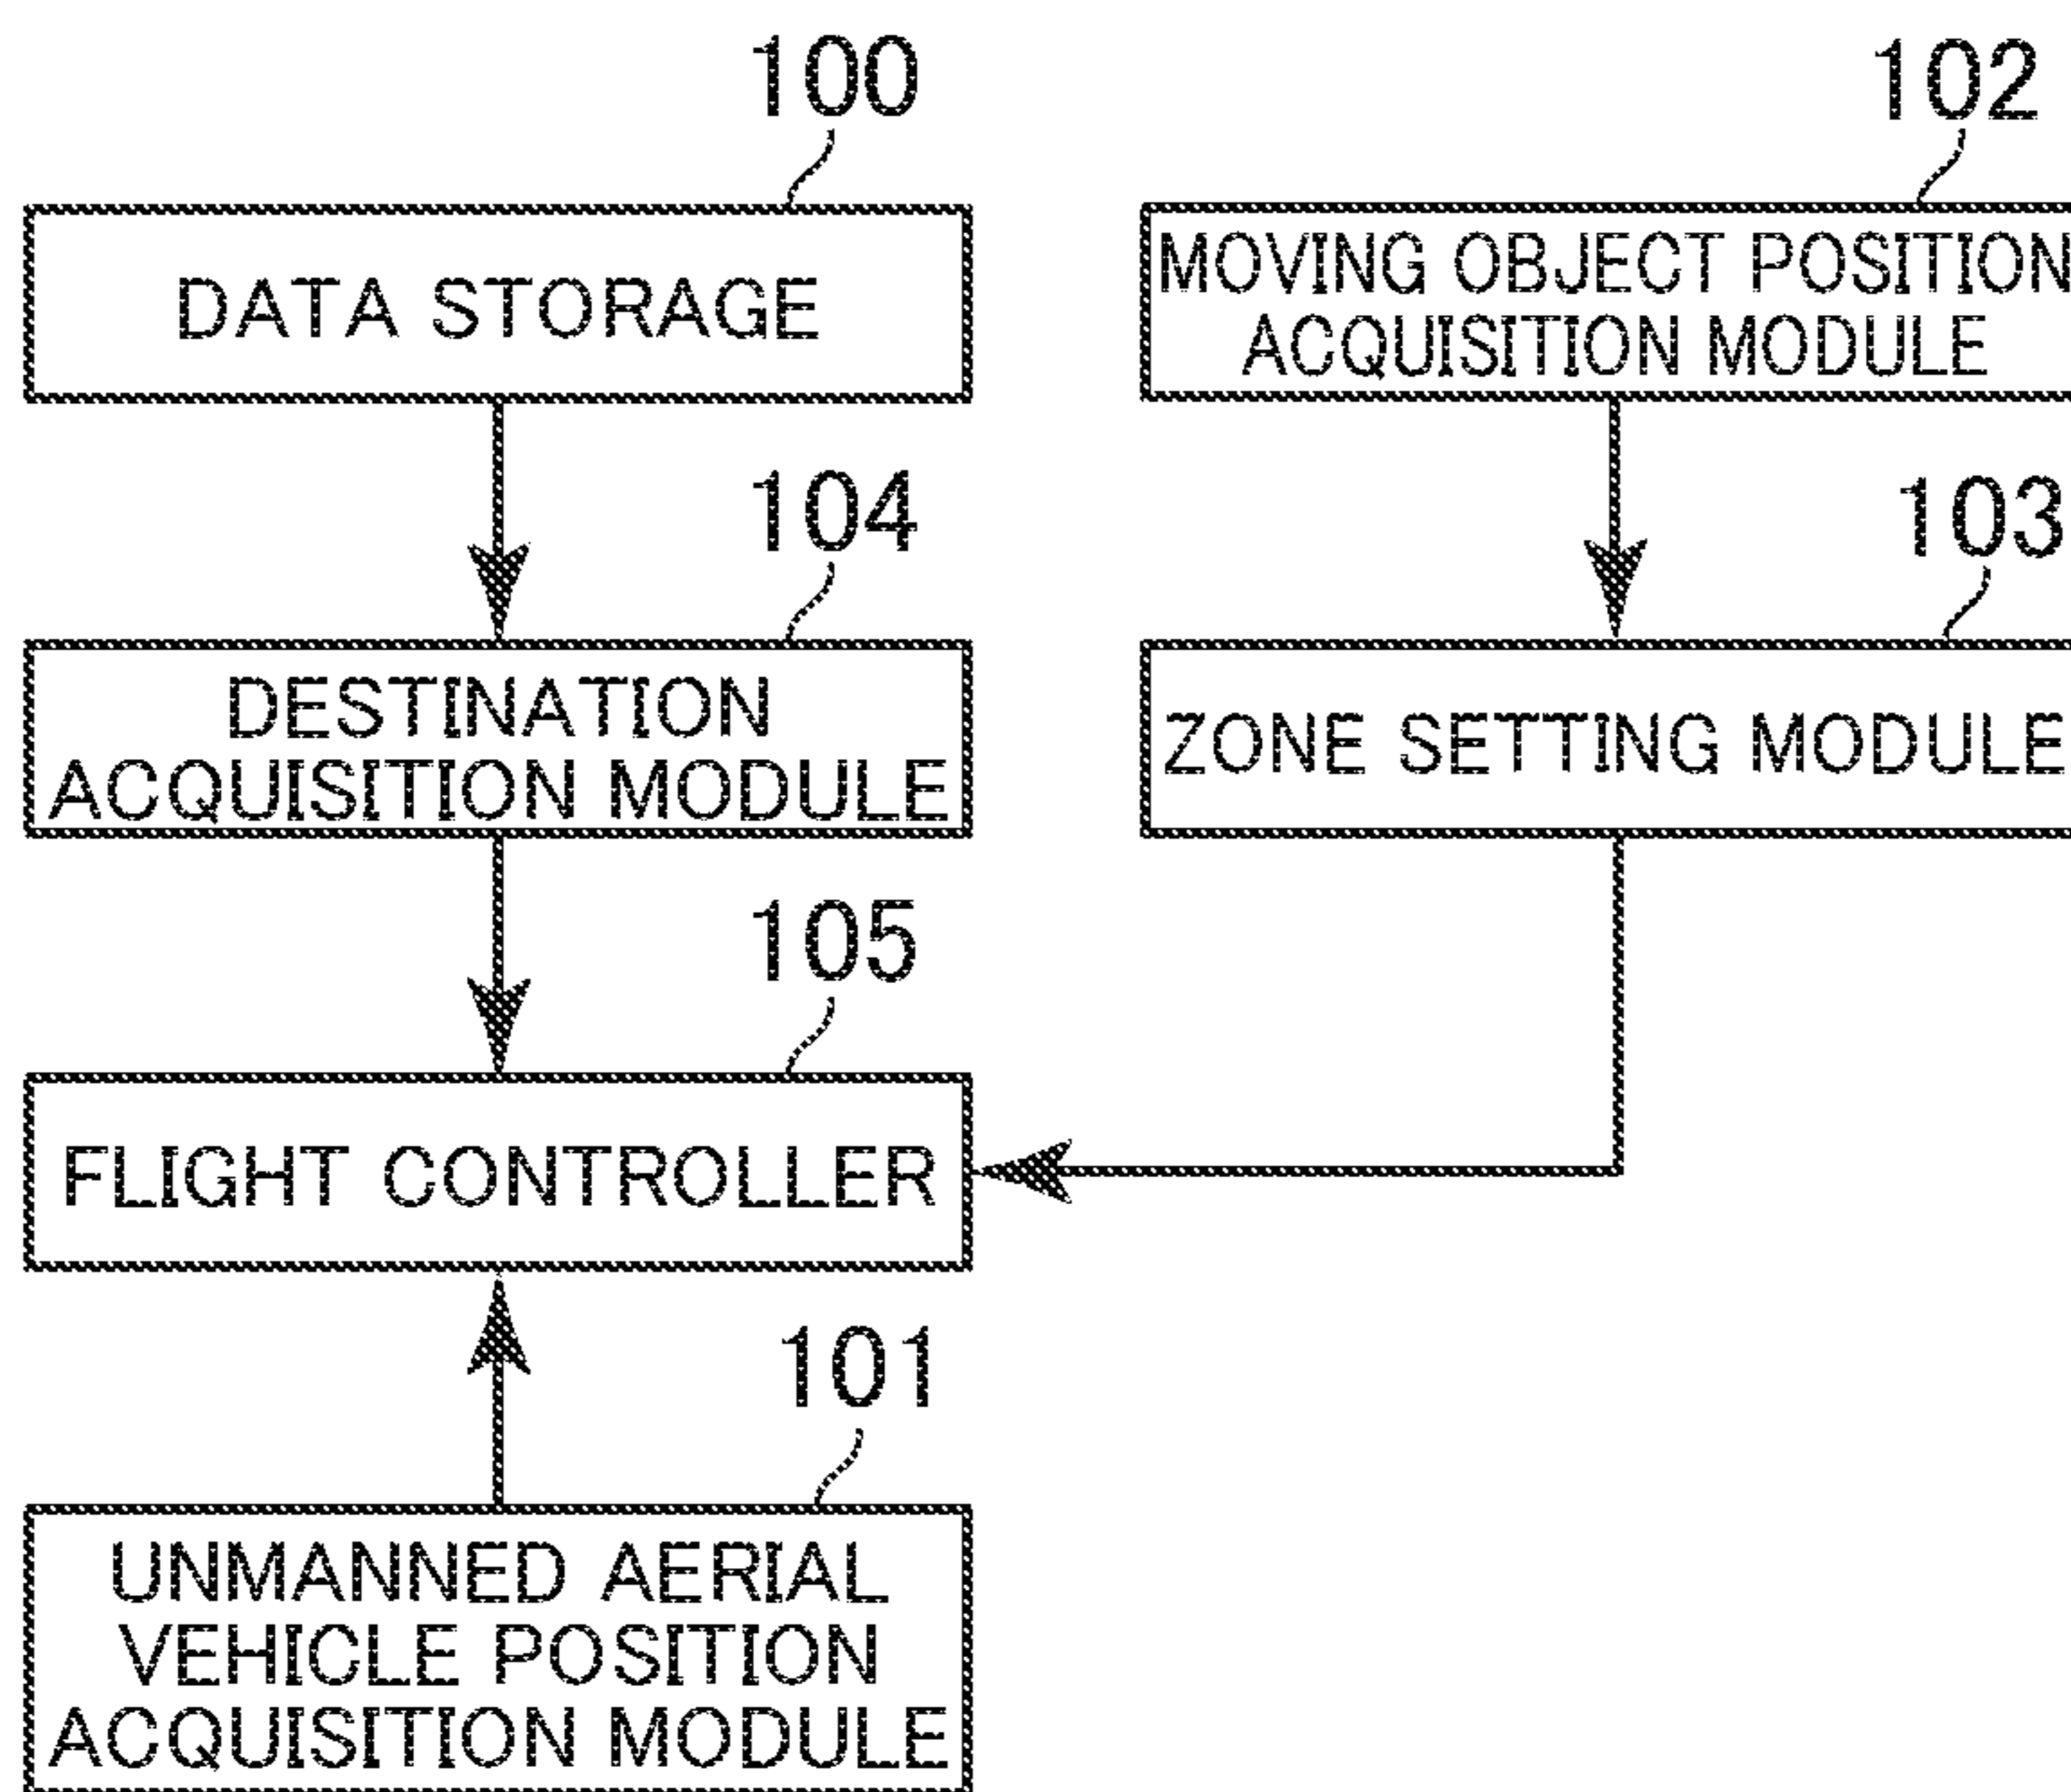 100
DATA STORAGE
102
MOVING OBJECT POSITION
ACQUISITION MODULE
104
DESTINATION
ACQUISITION MODULE
103
ZONE SETTING MODULE
105
FLIGHT CONTROLLER
101
UNMANNED AERIAL
VEHICLE POSITION
ACQUISITION MODULE